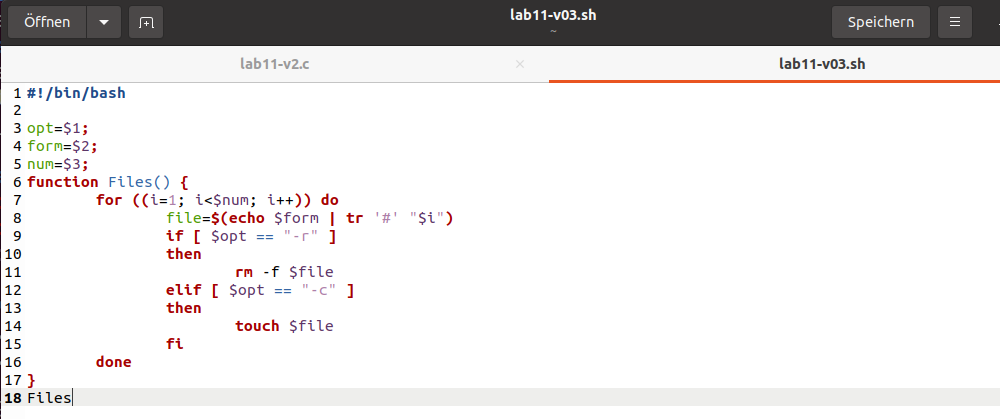 Öffnen
lab11-v03.sh
~
Speichern
lab11-v2.c
×
lab11-v03.sh
1 #!/bin/bash
2
3 opt=$1;
4 form=$2;
5 num=$3;
6 function Files() {
7         for ((i=1; i<$num; i++)) do
8                 file=$(echo $form | tr '#' "$i")
9                 if [ $opt == "-r" ]
10                 then
11                         rm -f $file
12                 elif [ $opt == "-c" ]
13                 then
14                         touch $file
15                 fi
16         done
17 }
18 Files